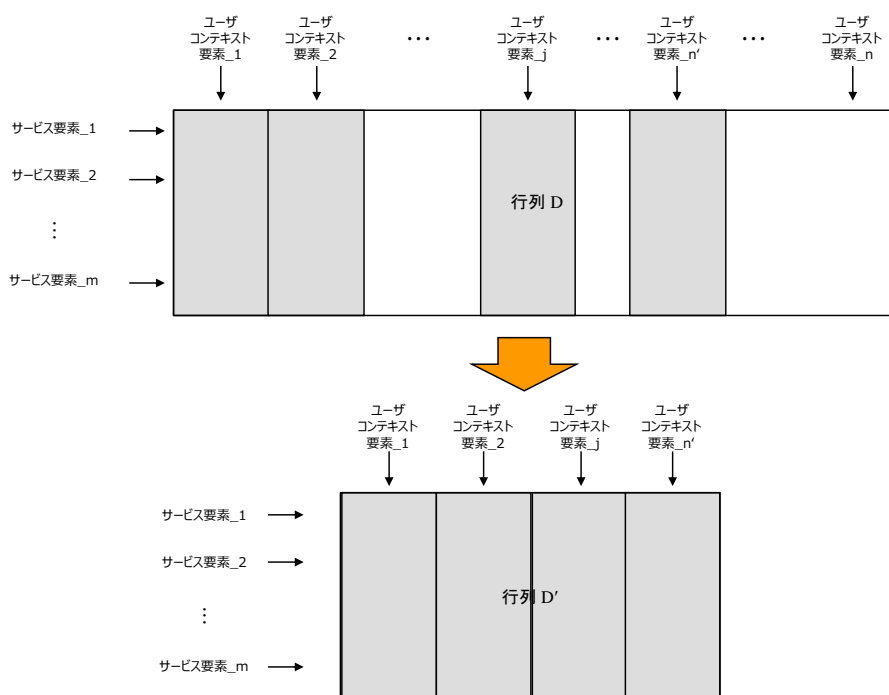 ユーザ
コンテキスト
要素_1
ユーザ
コンテキスト
要素_2
…
ユーザ
コンテキスト
要素_j
…
ユーザ
コンテキスト
要素_n'
…
ユーザ
コンテキスト
要素_n
サービス要素_1
サービス要素_2
⋮
サービス要素_m
行列 D
ユーザ
コンテキスト
要素_1
ユーザ
コンテキスト
要素_2
ユーザ
コンテキスト
要素_j
ユーザ
コンテキスト
要素_n'
サービス要素_1
サービス要素_2
⋮
サービス要素_m
行列 D'